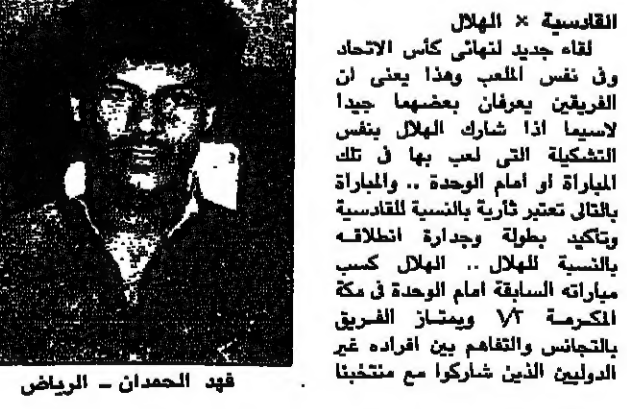 القادسية × الهلال
لقاء جديد لنهائى كأس الاتحاد
وفى نفس الملعب وهذا يعنى ان
الفريقين يعرفان بعضهما جيدا
لاسيما اذا شارك الهلال بنفس
التشكيلة التى لعب بها فى تلك
المباراة او امام الوحدة .. والمباراة
بالتالى تعتبر ثأرية بالنسبة للقادسية
وتأكيد بطولة وجدارة انطلاقه
بالنسبة للهلال .. الهلال كسب
مباراته السابقة امام الوحدة فى مكة
المكرمة ١/٢ ويمتاز الفريق
بالتجانس والتفاهم بين افراده غير
الدوليين الذين شاركوا مع منتخبنا
فهد الحمدان ـ الرياض